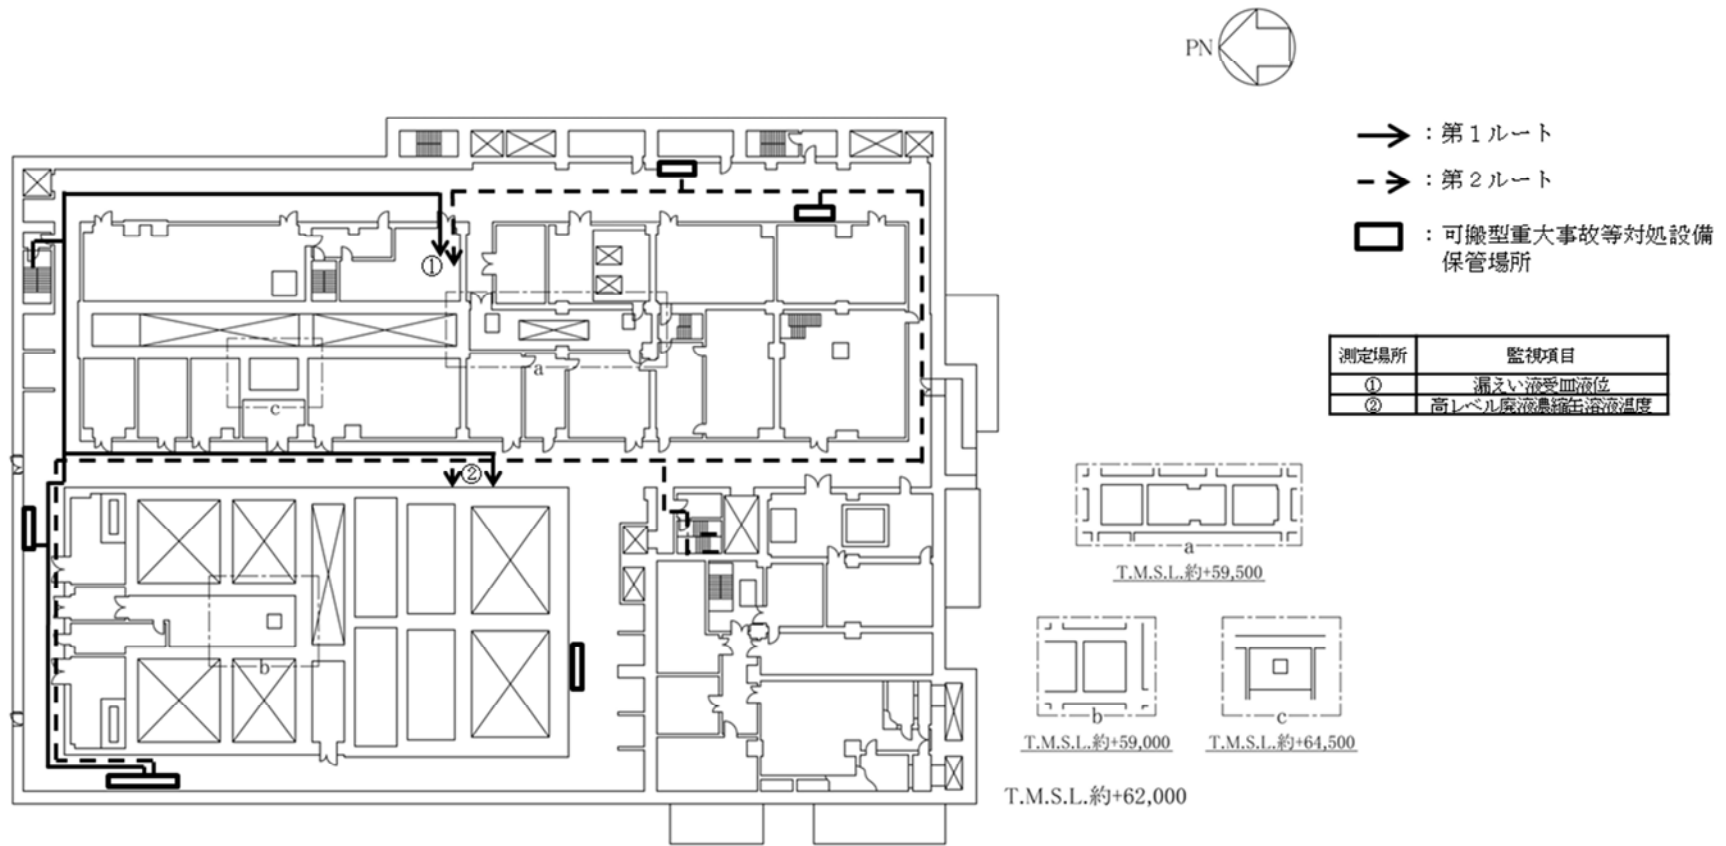 PN
：第１ルート
：第２ルート
：可搬型重大事故等対処設備
保管場所
測定場所 監視項目
① 漏えい液受皿液位
② 高レベル廃液濃縮缶溶液温度
①
②
a
c
b
a
T.M.S.L.約+59,500
b
T.M.S.L.約+59,000
c
T.M.S.L.約+64,500
T.M.S.L.約+62,000